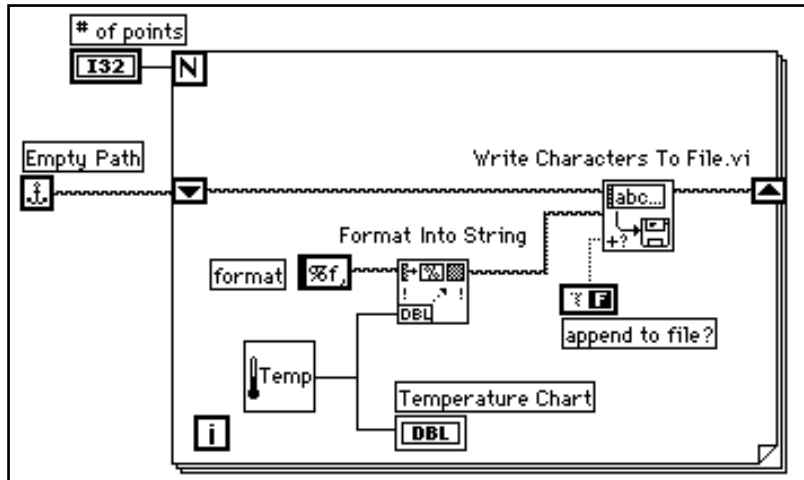 # of points
I32
N
Empty Path
Write Characters To File.vi
abc...
+?
Format Into String
format
%f,
%
! !
DBL
F
append to file?
Temp
Temperature Chart
DBL
i